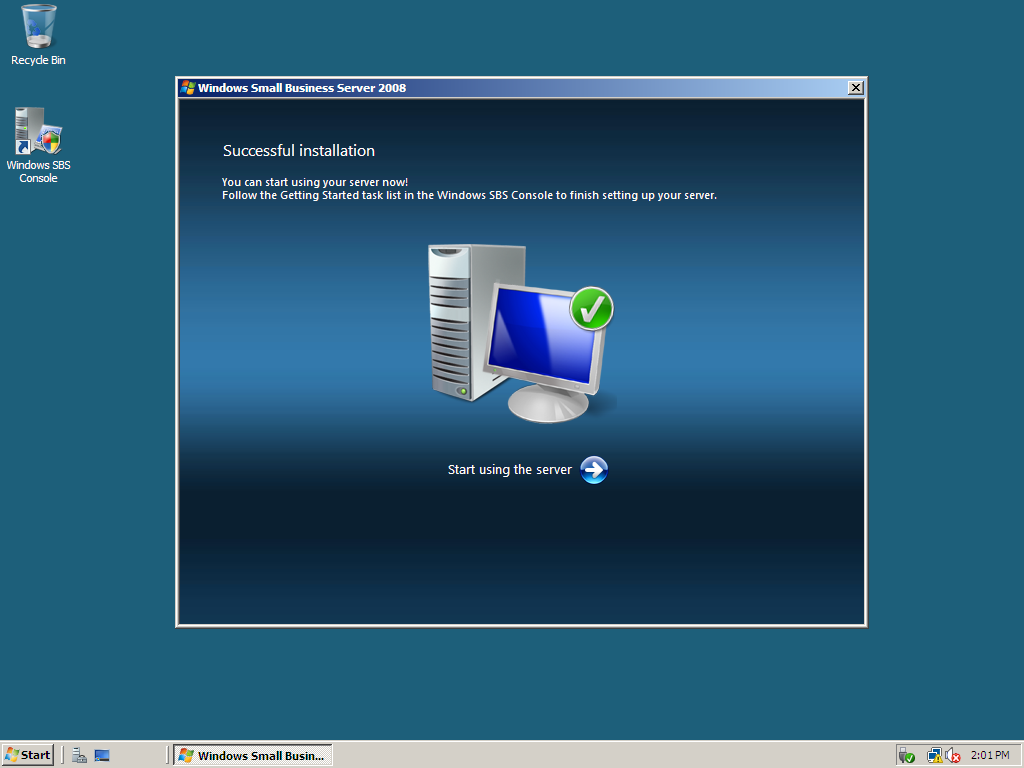 Recycle Bin
Windows SBS
Console
Windows Small Business Server 2008
Successful installation
You can start using your server now!
Follow the Getting Started task list in the Windows SBS Console to finish setting up your server.
Start using the server
Start
Windows Small Busin...
2:01 PM